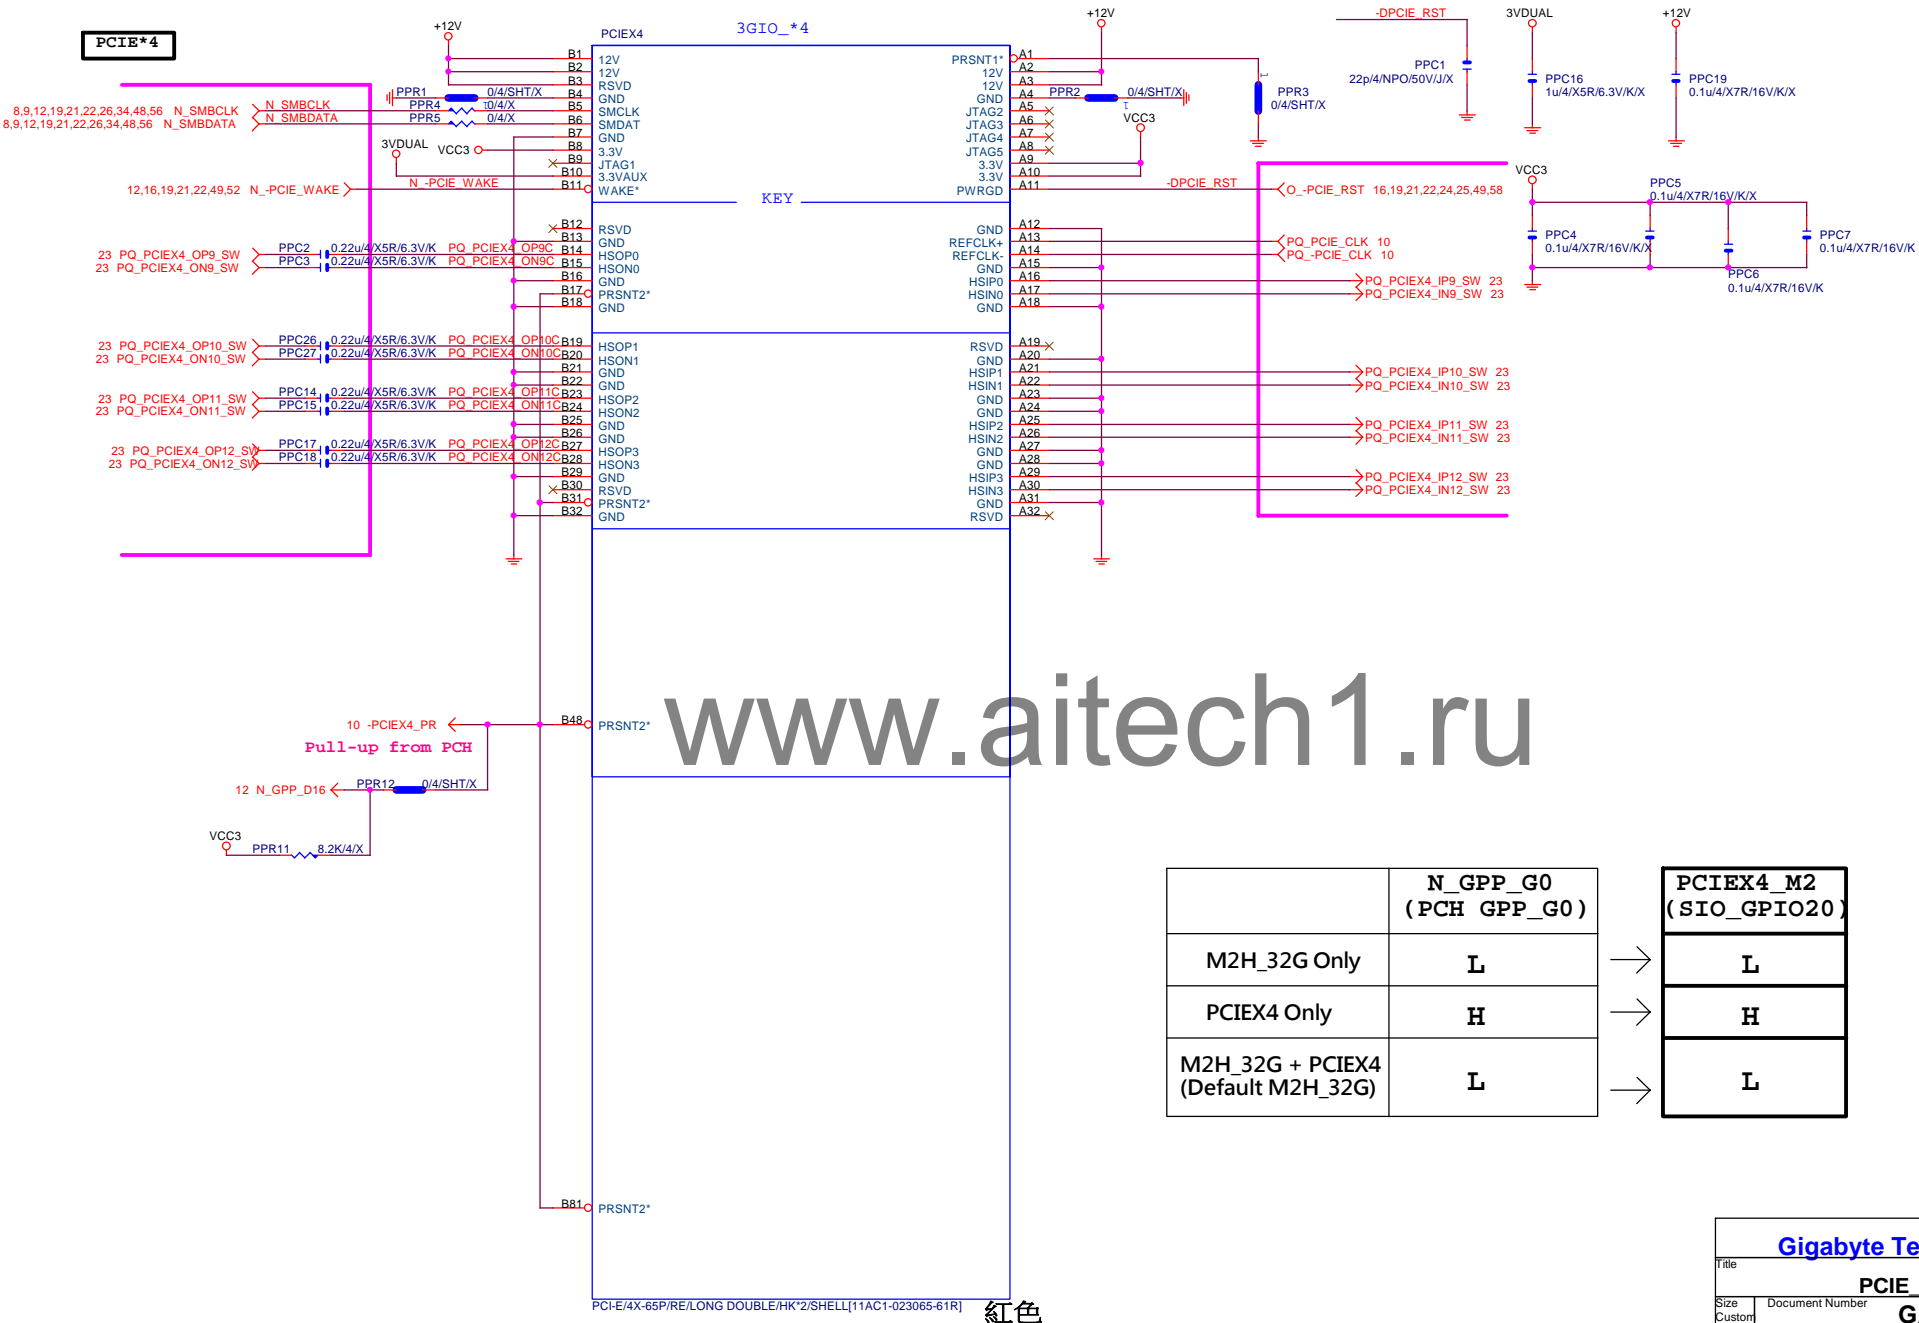 PCIE*4
+12V
PCIEX4
3GIO_*4
+12V
-DPCIE_RST
3VDUAL
+12V
B1 12V
B2 12V
B3 RSVD
B4 GND
B5 SMCLK
B6 SMDAT
B7 GND
B8 3.3V
B9 JTAG1
B10 3.3VAUX
B11 WAKE*
PRSNT1* A1
12V A2
12V A3
GND A4
JTAG2 A5
JTAG3 A6
JTAG4 A7
JTAG5 A8
3.3V A9
3.3V A10
PWRGD A11
PPR1 0/4/SHT/X
PPR4 0/4/X
PPR5 0/4/X
8,9,12,19,21,22,26,34,48,56 N_SMBCLK N_SMBCLK
8,9,12,19,21,22,26,34,48,56 N_SMBDATA N_SMBDATA
3VDUAL
VCC3
12,16,19,21,22,49,52 N_-PCIE_WAKE N_-PCIE_WAKE
PPR2 0/4/SHT/X
VCC3
PPR3
0/4/SHT/X
PPC1
22p/4/NPO/50V/J/X
PPC16
1u/4/X5R/6.3V/K/X
PPC19
0.1u/4/X7R/16V/K/X
-DPCIE_RST
O_-PCIE_RST 16,19,21,22,24,25,49,58
VCC3
PPC5
0.1u/4/X7R/16V/K/X
PPC4
0.1u/4/X7R/16V/K/X
PPC7
0.1u/4/X7R/16V/K
PPC6
0.1u/4/X7R/16V/K
KEY
B12 RSVD
B13 GND
B14 HSOP0
B15 HSON0
B16 GND
B17 PRSNT2*
B18 GND
GND A12
REFCLK+ A13
REFCLK- A14
GND A15
HSIP0 A16
HSIN0 A17
GND A18
23 PQ_PCIEX4_OP9_SW PPC2 0.22u/4/X5R/6.3V/K PQ_PCIEX4_OP9C
23 PQ_PCIEX4_ON9_SW PPC3 0.22u/4/X5R/6.3V/K PQ_PCIEX4_ON9C
PQ_PCIE_CLK 10
PQ_-PCIE_CLK 10
PQ_PCIEX4_IP9_SW 23
PQ_PCIEX4_IN9_SW 23
23 PQ_PCIEX4_OP10_SW PPC26 0.22u/4/X5R/6.3V/K PQ_PCIEX4_OP10C
23 PQ_PCIEX4_ON10_SW PPC27 0.22u/4/X5R/6.3V/K PQ_PCIEX4_ON10C
23 PQ_PCIEX4_OP11_SW PPC14 0.22u/4/X5R/6.3V/K PQ_PCIEX4_OP11C
23 PQ_PCIEX4_ON11_SW PPC15 0.22u/4/X5R/6.3V/K PQ_PCIEX4_ON11C
23 PQ_PCIEX4_OP12_SW PPC17 0.22u/4/X5R/6.3V/K PQ_PCIEX4_OP12C
23 PQ_PCIEX4_ON12_SW PPC18 0.22u/4/X5R/6.3V/K PQ_PCIEX4_ON12C
B19 HSOP1
B20 HSON1
B21 GND
B22 GND
B23 HSOP2
B24 HSON2
B25 GND
B26 GND
B27 HSOP3
B28 HSON3
B29 GND
B30 RSVD
B31 PRSNT2*
B32 GND
RSVD A19
GND A20
HSIP1 A21
HSIN1 A22
GND A23
GND A24
HSIP2 A25
HSIN2 A26
GND A27
GND A28
HSIP3 A29
HSIN3 A30
GND A31
RSVD A32
PQ_PCIEX4_IP10_SW 23
PQ_PCIEX4_IN10_SW 23
PQ_PCIEX4_IP11_SW 23
PQ_PCIEX4_IN11_SW 23
PQ_PCIEX4_IP12_SW 23
PQ_PCIEX4_IN12_SW 23
10 -PCIEX4_PR
B48 PRSNT2*
Pull-up from PCH
12 N_GPP_D16 PPR12 0/4/SHT/X
VCC3
PPR11 8.2K/4/X
www.aitech1.ru
B81 PRSNT2*
N_GPP_G0
(PCH GPP_G0)
PCIEX4_M2
(SIO_GPIO20)
M2H_32G Only L L
PCIEX4 Only H H
M2H_32G + PCIEX4
(Default M2H_32G) L L
PCI-E/4X-65P/RE/LONG DOUBLE/HK*2/SHELL[11AC1-023065-61R]
紅色
Gigabyte Te
Title
PCIE_
Size
Custom
Document Number
G